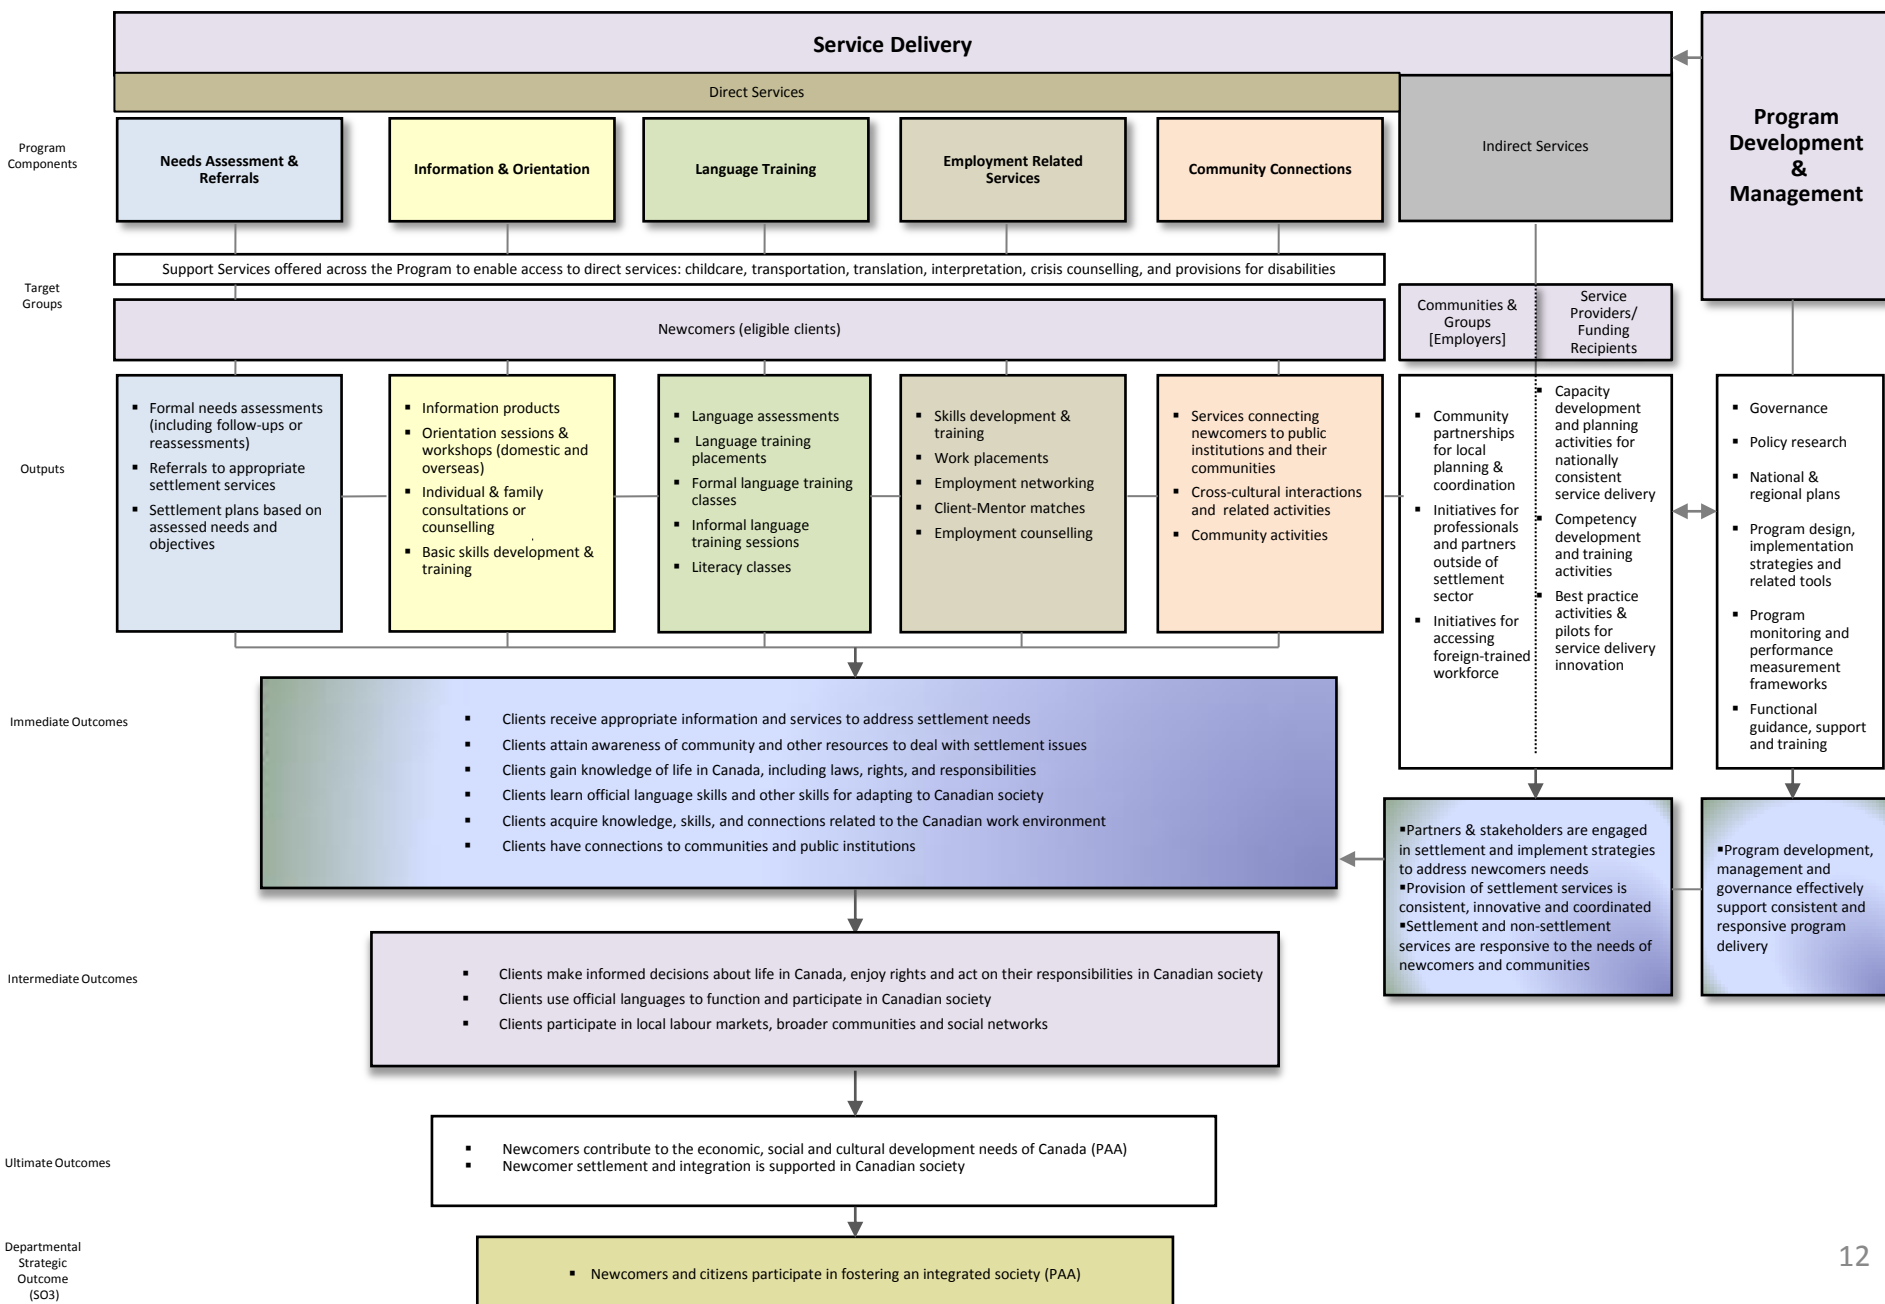 Service Delivery
Direct Services
Program
Components
Needs Assessment &
Referrals
Information & Orientation
Language Training
Employment Related
Services
Community Connections
Indirect Services
Program
Development
&
Management
Support Services offered across the Program to enable access to direct services: childcare, transportation, translation, interpretation, crisis counselling, and provisions for disabilities
Target
Groups
Newcomers (eligible clients)
Communities &
Groups
[Employers]
Service
Providers/
Funding
Recipients
Outputs
▪ Formal needs assessments
(including follow-ups or
reassessments)
▪ Referrals to appropriate
settlement services
▪ Settlement plans based on
assessed needs and
objectives
▪ Information products
▪ Orientation sessions &
workshops (domestic and
overseas)
▪ Individual & family
consultations or
counselling
▪ Basic skills development &
training
▪ Language assessments
▪ Language training
placements
▪ Formal language training
classes
▪ Informal language
training sessions
▪ Literacy classes
▪ Skills development &
training
▪ Work placements
▪ Employment networking
▪ Client-Mentor matches
▪ Employment counselling
▪ Services connecting
newcomers to public
institutions and their
communities
▪ Cross-cultural interactions
and related activities
▪ Community activities
▪ Community
partnerships
for local
planning &
coordination
▪ Initiatives for
professionals
and partners
outside of
settlement
sector
▪ Initiatives for
accessing
foreign-trained
workforce
▪ Capacity
development
and planning
activities for
nationally
consistent
service delivery
▪ Competency
development
and training
activities
▪ Best practice
activities &
pilots for
service delivery
innovation
▪ Governance
▪ Policy research
▪ National &
regional plans
▪ Program design,
implementation
strategies and
related tools
▪ Program
monitoring and
performance
measurement
frameworks
▪ Functional
guidance, support
and training
Immediate Outcomes
▪ Clients receive appropriate information and services to address settlement needs
▪ Clients attain awareness of community and other resources to deal with settlement issues
▪ Clients gain knowledge of life in Canada, including laws, rights, and responsibilities
▪ Clients learn official language skills and other skills for adapting to Canadian society
▪ Clients acquire knowledge, skills, and connections related to the Canadian work environment
▪ Clients have connections to communities and public institutions
▪Partners & stakeholders are engaged
in settlement and implement strategies
to address newcomers needs
▪Provision of settlement services is
consistent, innovative and coordinated
▪Settlement and non-settlement
services are responsive to the needs of
newcomers and communities
▪Program development,
management and
governance effectively
support consistent and
responsive program
delivery
Intermediate Outcomes
▪ Clients make informed decisions about life in Canada, enjoy rights and act on their responsibilities in Canadian society
▪ Clients use official languages to function and participate in Canadian society
▪ Clients participate in local labour markets, broader communities and social networks
Ultimate Outcomes
▪ Newcomers contribute to the economic, social and cultural development needs of Canada (PAA)
▪ Newcomer settlement and integration is supported in Canadian society
Departmental
Strategic
Outcome
(SO3)
▪ Newcomers and citizens participate in fostering an integrated society (PAA)
12